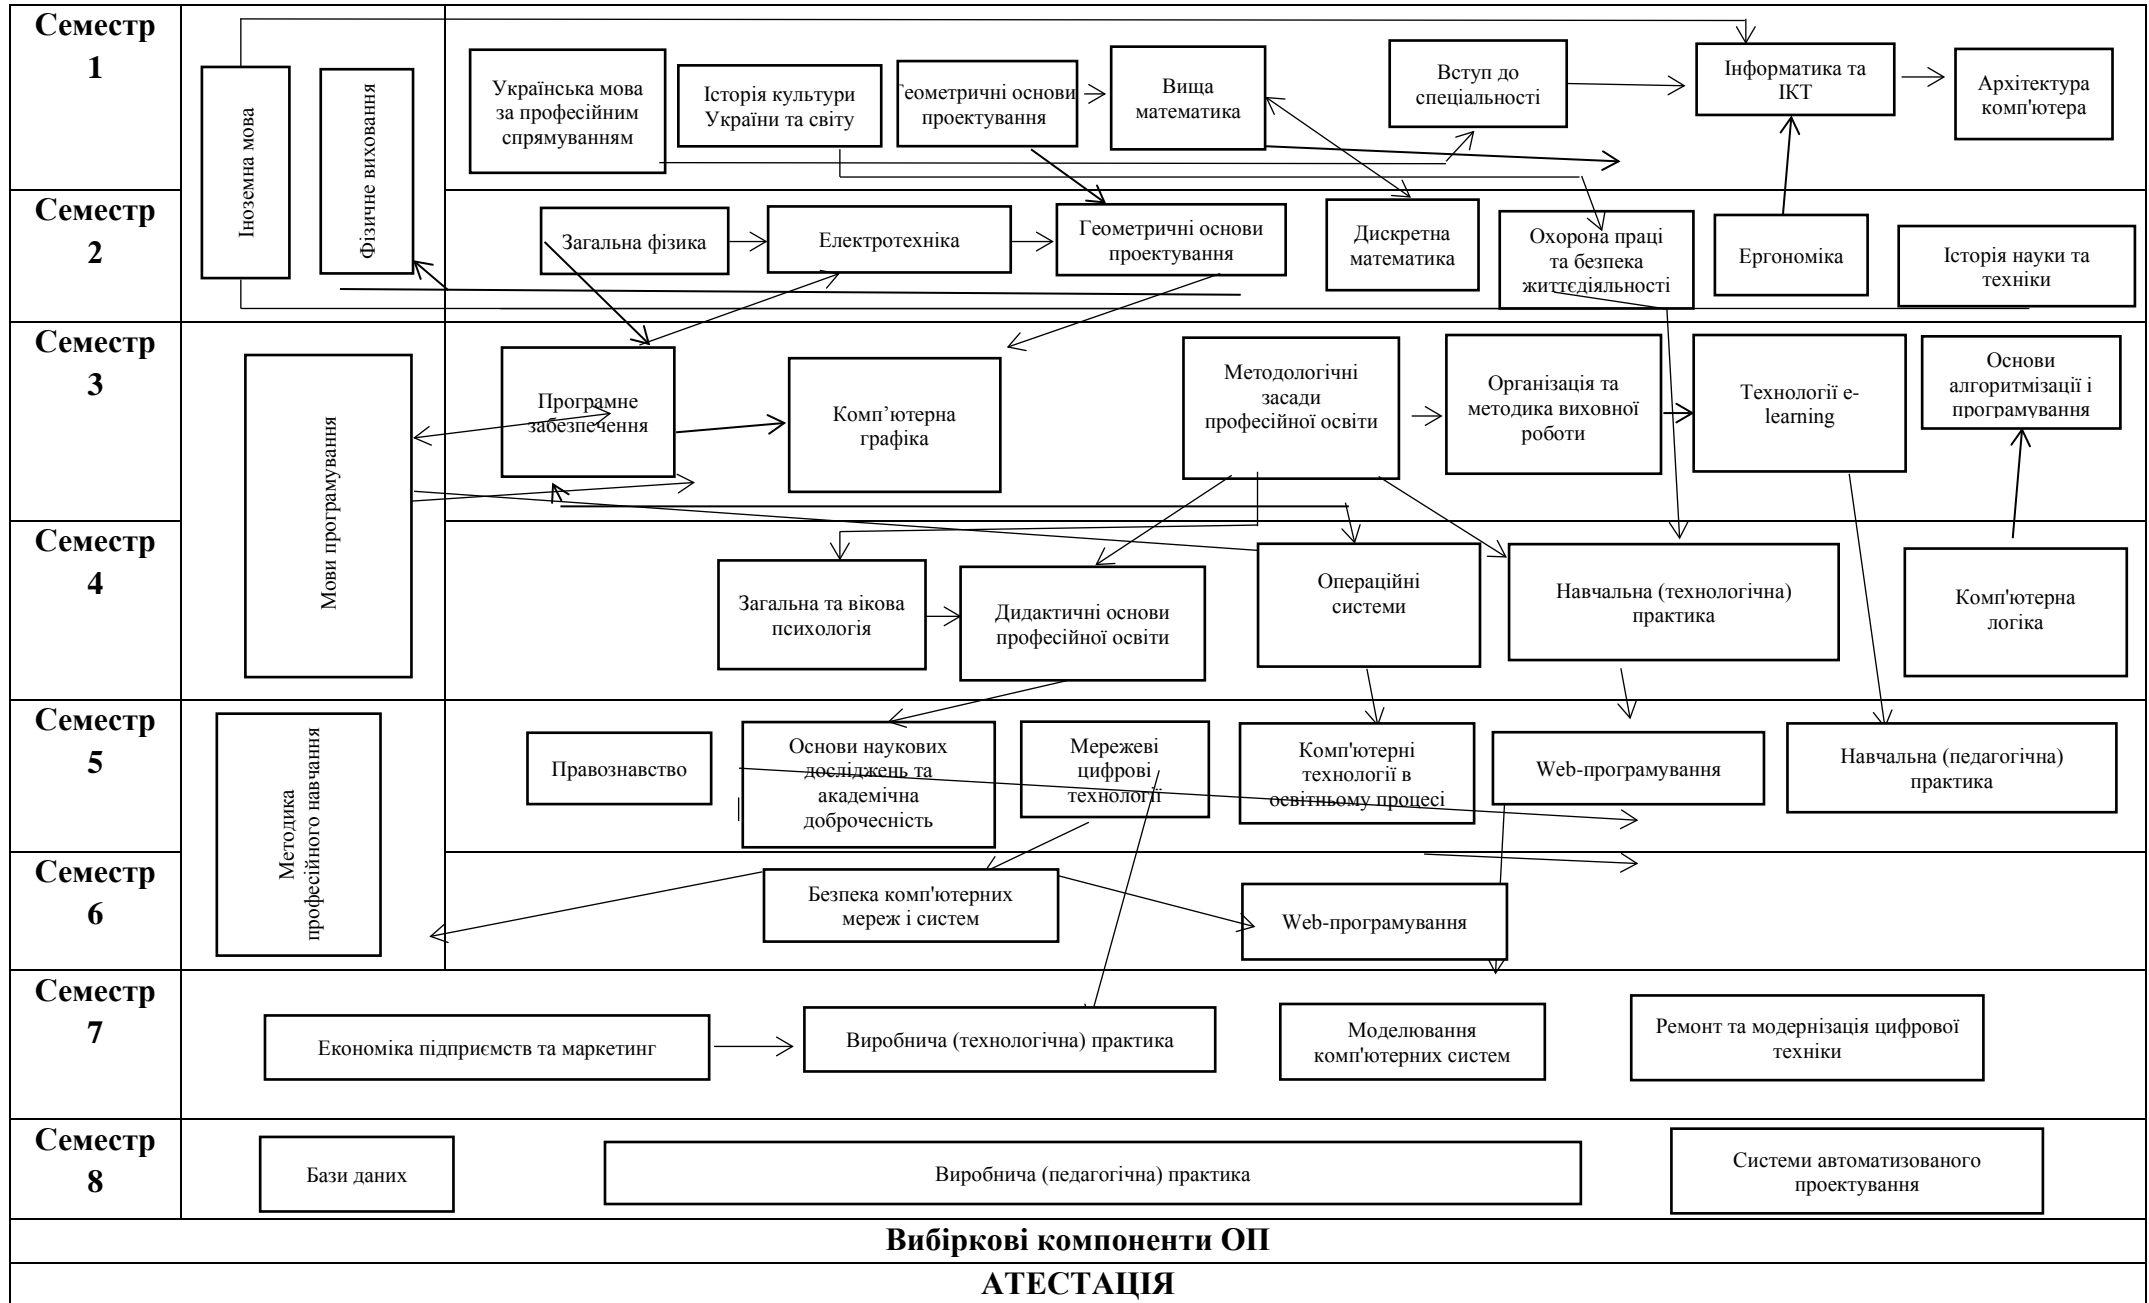 Семестр
1
Іноземна мова
Фізичне виховання
Українська мова
за професійним
спрямуванням
Історія культури
України та світу
Геометричні основи
проектування
Вища
математика
Вступ до
спеціальності
Інформатика та
ІКТ
Архітектура
комп'ютера
Семестр
2
Загальна фізика
Електротехніка
Геометричні основи
проектування
Дискретна
математика
Охорона праці
та безпека
життєдіяльності
Ергономіка
Історія науки та
техніки
Семестр
3
Мови програмування
Програмне
забезпечення
Комп’ютерна
графіка
Методологічні
засади
професійної освіти
Організація та
методика виховної
роботи
Технології e-
learning
Основи
алгоритмізації і
програмування
Семестр
4
Загальна та вікова
психологія
Дидактичні основи
професійної освіти
Операційні
системи
Навчальна (технологічна)
практика
Комп'ютерна
логіка
Семестр
5
Методика
професійного навчання
Правознавство
Основи наукових
досліджень та
академічна
доброчесність
Мережеві
цифрові
технології
Комп'ютерні
технології в
освітньому процесі
Web-програмування
Навчальна (педагогічна)
практика
Семестр
6
Безпека комп'ютерних
мереж і систем
Web-програмування
Семестр
7
Економіка підприємств та маркетинг
Виробнича (технологічна) практика
Моделювання
комп'ютерних систем
Ремонт та модернізація цифрової
техніки
Семестр
8
Бази даних
Виробнича (педагогічна) практика
Системи автоматизованого
проектування
Вибіркові компоненти ОП
АТЕСТАЦІЯ